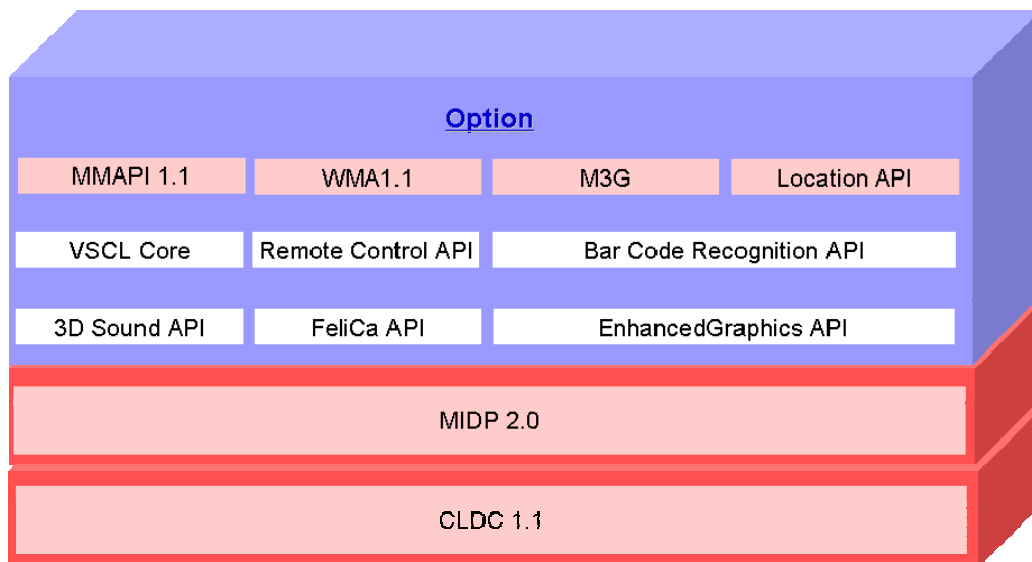 Option
MMAPI 1.1 WMA1.1 M3G Location API
VSCL Core Remote Control API Bar Code Recognition API
3D Sound API FeliCa API EnhancedGraphics API
MIDP 2.0
CLDC 1.1